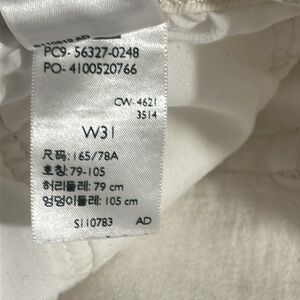 PC9- 56327-0248
PO- 4100520766
CW- 4621
3514
W31
尺码: 165/78A
호칭: 79-105
허리둘레: 79 cm
엉덩이둘레: 105 cm
S110783 AD